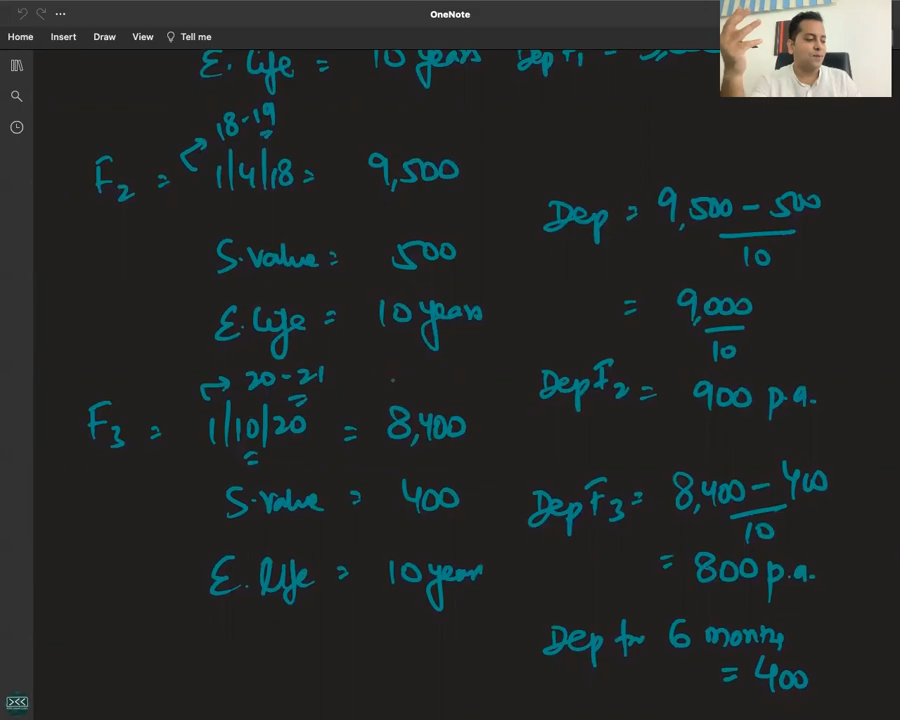 OneNote
Home Insert Draw View Tell me
E. life = 10 years Dep F1 =
18-19
F2 = 1|4|18 = 9,500
S.value = 500
E. life = 10 years
Dep = 9,500 - 500
10
= 9,000
10
Dep F2 = 900 p.a.
20-21
F3 = 1|10|20 = 8,400
S.value = 400
E. life = 10 year
Dep F3 = 8,400 - 400
10
= 800 p.a.
Dep for 6 months
= 400